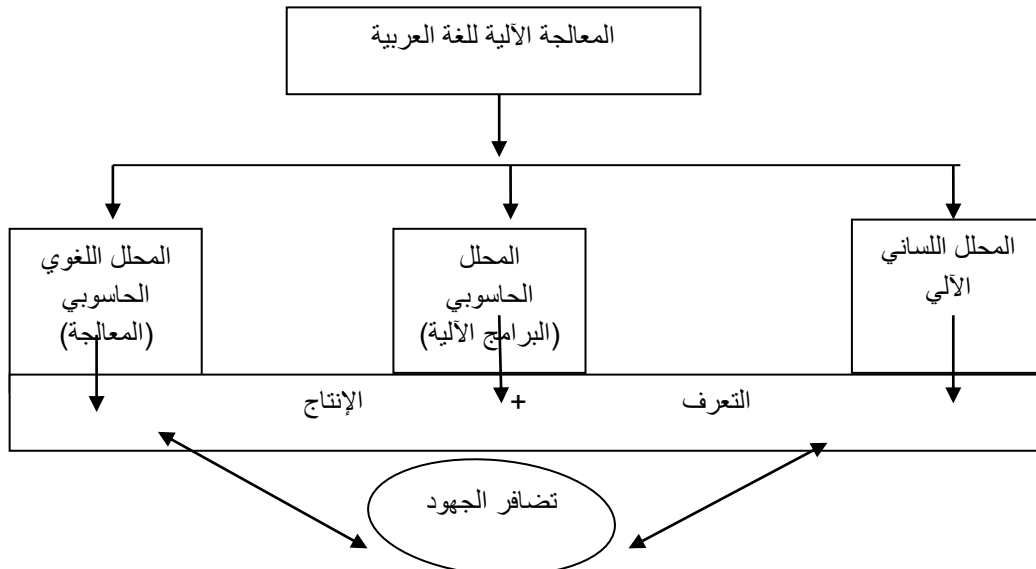 المعالجة الآلية للغة العربية
المحلل اللساني
الآلي
المحلل
الحاسوبي
(البرامج الآلية)
المحلل اللغوي
الحاسوبي
(المعالجة)
التعرف + الإنتاج
تضافر الجهود